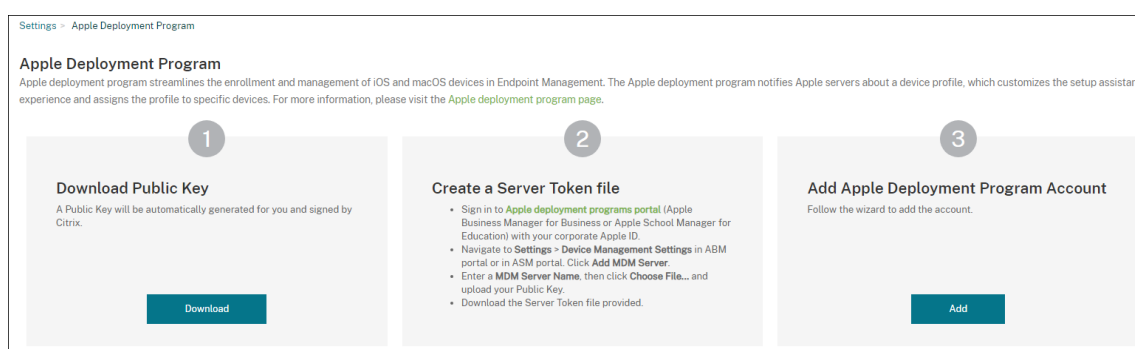 Settings > Apple Deployment Program
Apple Deployment Program
Apple deployment program streamlines the enrollment and management of iOS and macOS devices in Endpoint Management. The Apple deployment program notifies Apple servers about a device profile, which customizes the setup assistan
experience and assigns the profile to specific devices. For more information, please visit the Apple deployment program page.
1
Download Public Key
A Public Key will be automatically generated for you and signed by
Citrix.
Download
2
Create a Server Token file
• Sign in to Apple deployment programs portal (Apple
Business Manager for Business or Apple School Manager for
Education) with your corporate Apple ID.
• Navigate to Settings > Device Management Settings in ABM
portal or in ASM portal. Click Add MDM Server.
• Enter a MDM Server Name, then click Choose File... and
upload your Public Key.
• Download the Server Token file provided.
3
Add Apple Deployment Program Account
Follow the wizard to add the account.
Add